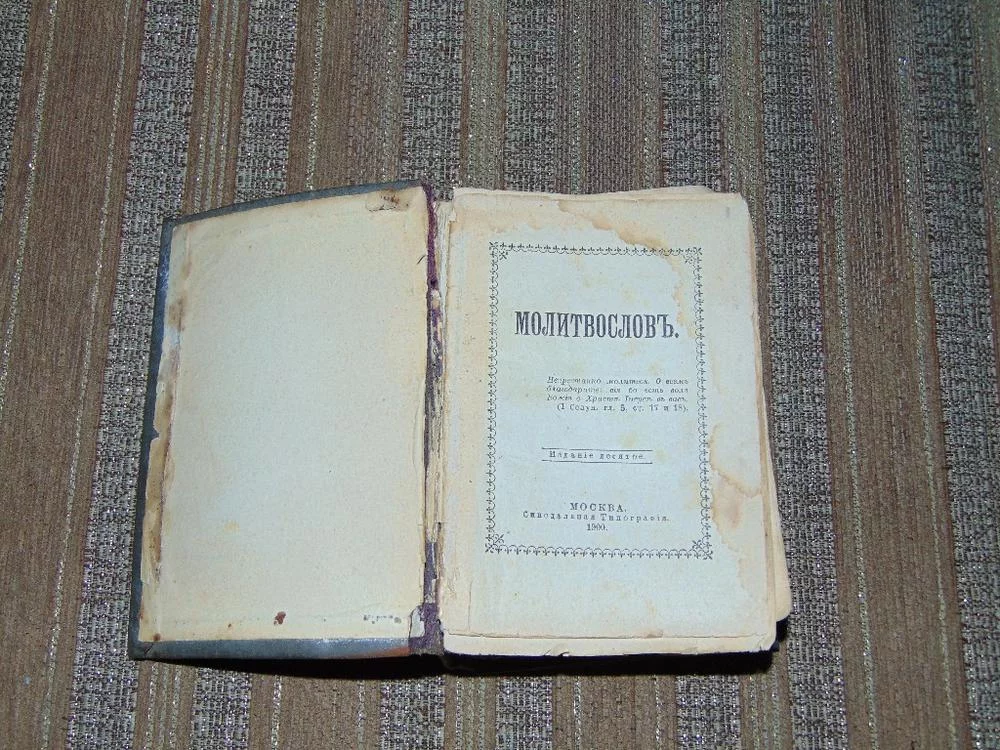 МОЛИТВОСЛОВЪ.
Непрестанно молитеся. О всемъ
благодарите: сія бо есть воля
Божія о Христѣ Іисусѣ въ васъ.
(1 Солун. гл. 5, ст. 17 и 18).
Изданіе десятое.
МОСКВА.
Синодальная Типографія.
1900.